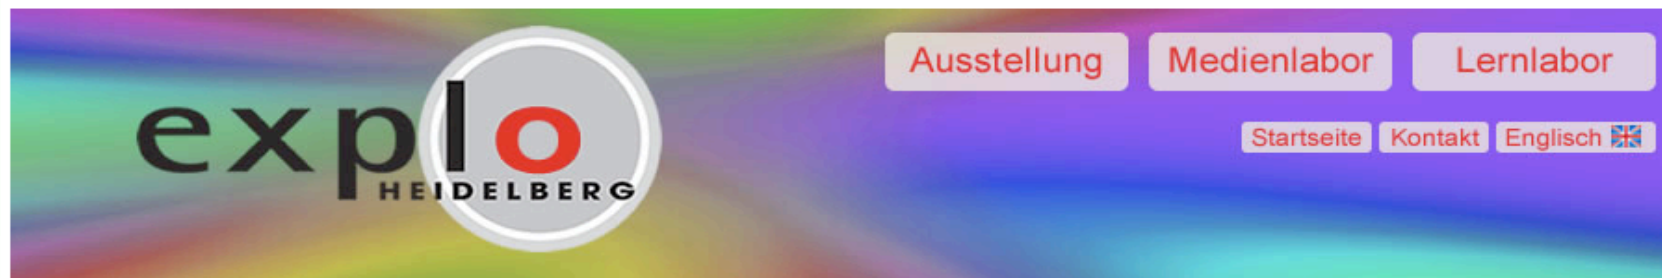 explo
HEIDELBERG
Ausstellung Medienlabor Lernlabor
Startseite Kontakt Englisch